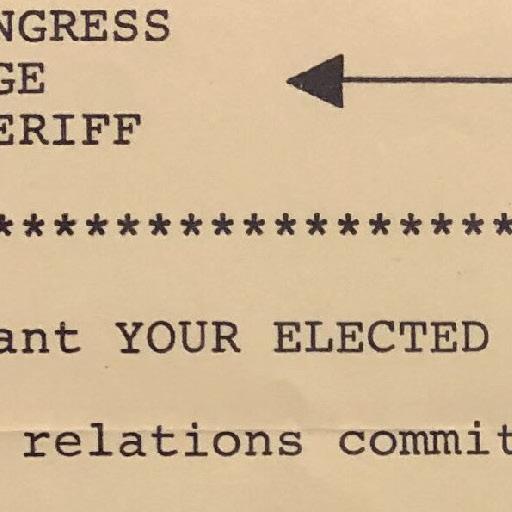 NGRESS
GE
ERIFF
*****************
ant YOUR ELECTED
relations commit